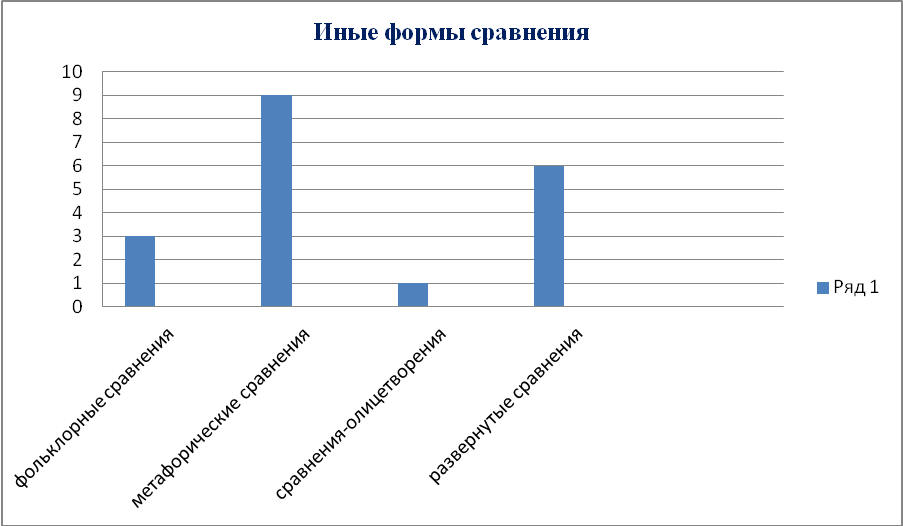 Иные формы сравнения
10
9
8
7
6
5
4
3
2
1
0
Ряд 1
фольклорные сравнения
метафорические сравнения
сравнения-олицетворения
развернутые сравнения